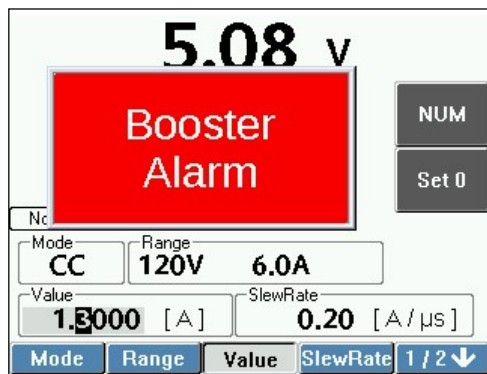 5.08 V
Booster
Alarm
NUM
Set 0
No
Mode
CC
Range
120V 6.0A
Value
1.3000 [A]
SlewRate
0.20 [A/µs]
Mode Range Value SlewRate 1/2